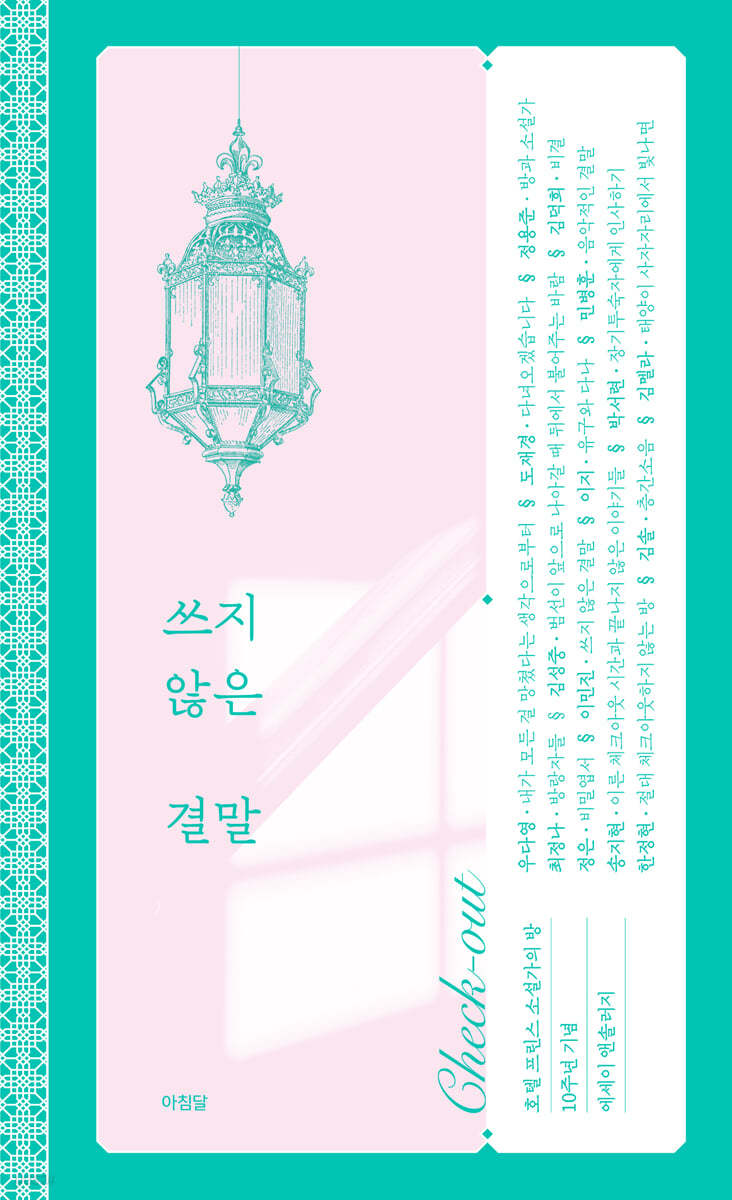 쓰지
않은
결말
아침달
Check-out
우다영 · 내가 모든 걸 망쳤다는 생각으로부터 § 도재경 · 다녀오겠습니다 § 정용준 · 방과 소설가
최정나 · 방랑자들 § 김성중 · 범선이 앞으로 나아갈 때 뒤에서 불어주는 바람 § 김덕희 · 비결
정은 · 비밀엽서 § 이민진 · 쓰지 않은 결말 § 이지 · 유구와 다나 § 민병훈 · 음악적인 결말
송지현 · 이른 체크아웃 시간과 끝나지 않은 이야기들 § 박서련 · 장기투숙자에게 인사하기
한정현 · 절대 체크아웃하지 않는 방 § 김솔 · 층간소음 § 김멜라 · 태양이 사자자리에서 빛나면
호텔 프린스 소설가의 방
10주년 기념
에세이 앤솔러지